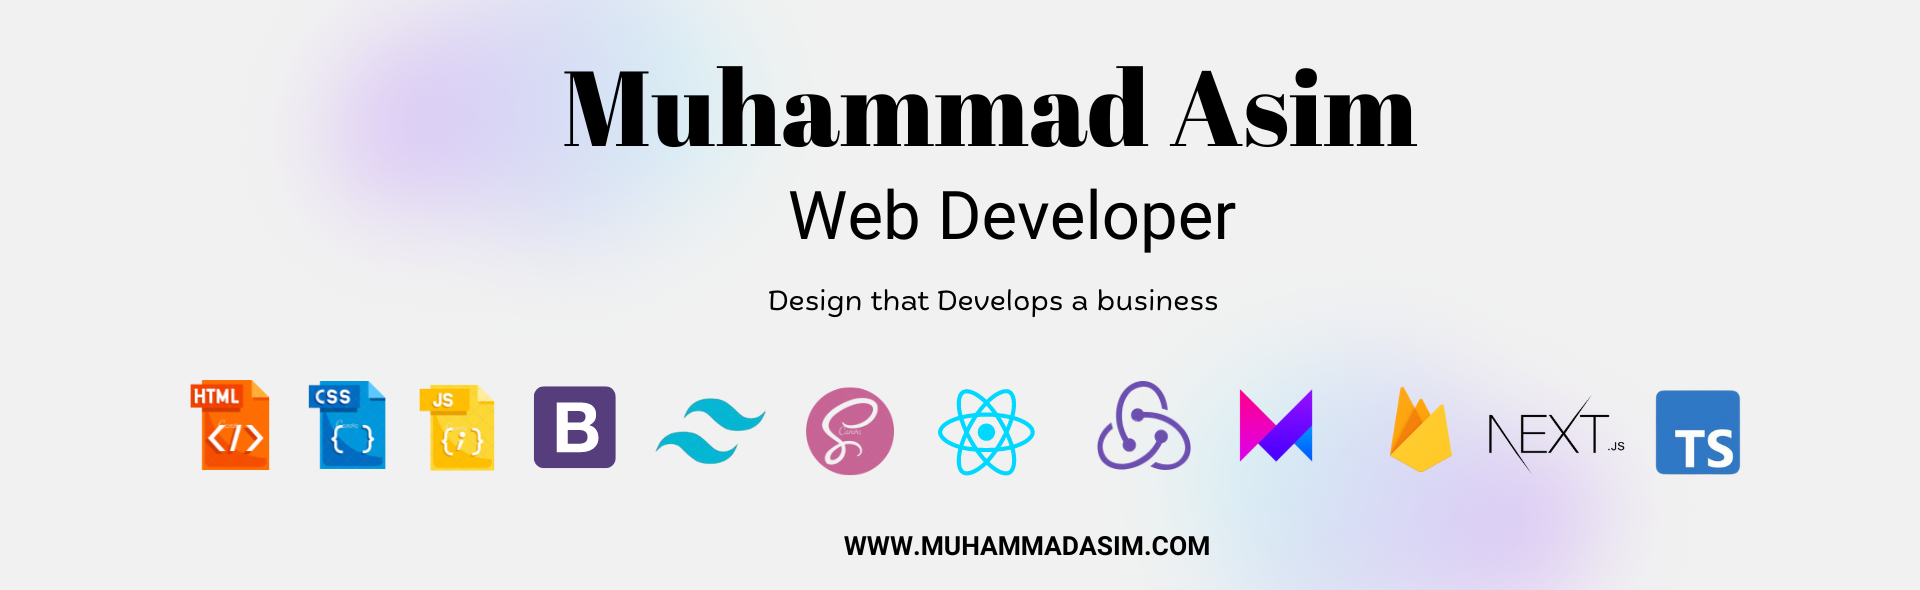 Muhammad Asim
Web Developer
Design that Develops a business
HTML CSS JS B NEXT.JS TS
WWW.MUHAMMADASIM.COM